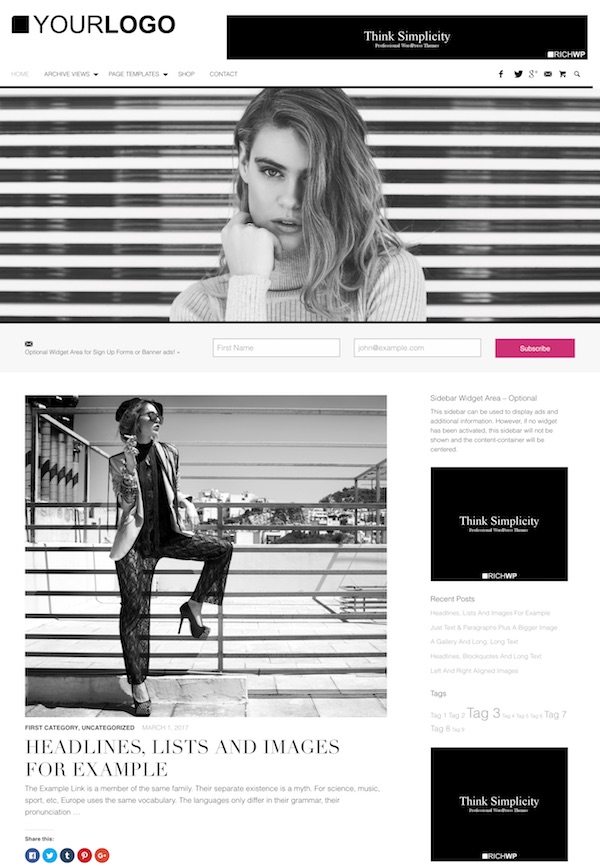 YOURLOGO
Think Simplicity
Professional WordPress Themes
RICHWP
HOME ARCHIVE VIEWS PAGE TEMPLATES SHOP CONTACT
Optional Widget Area for Sign Up Forms or Banner ads! »
First Name
john@example.com
Subscribe
FIRST CATEGORY, UNCATEGORIZED MARCH 1, 2017
HEADLINES, LISTS AND IMAGES
FOR EXAMPLE
The Example Link is a member of the same family. Their separate existence is a myth. For science, music,
sport, etc, Europe uses the same vocabulary. The languages only differ in their grammar, their
pronunciation …
Share this:
Sidebar Widget Area – Optional
This sidebar can be used to display ads and
additional information. However, if no widget
has been activated, this sidebar will not be
shown and the content-container will be
centered.
Think Simplicity
Professional WordPress Themes
RICHWP
Recent Posts
Headlines, Lists And Images For Example
Just Text & Paragraphs Plus A Bigger Image
A Gallery And Long, Long Text
Headlines, Blockquotes And Long Text
Left And Right Aligned Images
Tags
Tag 1 Tag 2 Tag 3 Tag 4 Tag 5 Tag 6 Tag 7
Tag 8 Tag 9
Think Simplicity
Professional WordPress Themes
RICHWP